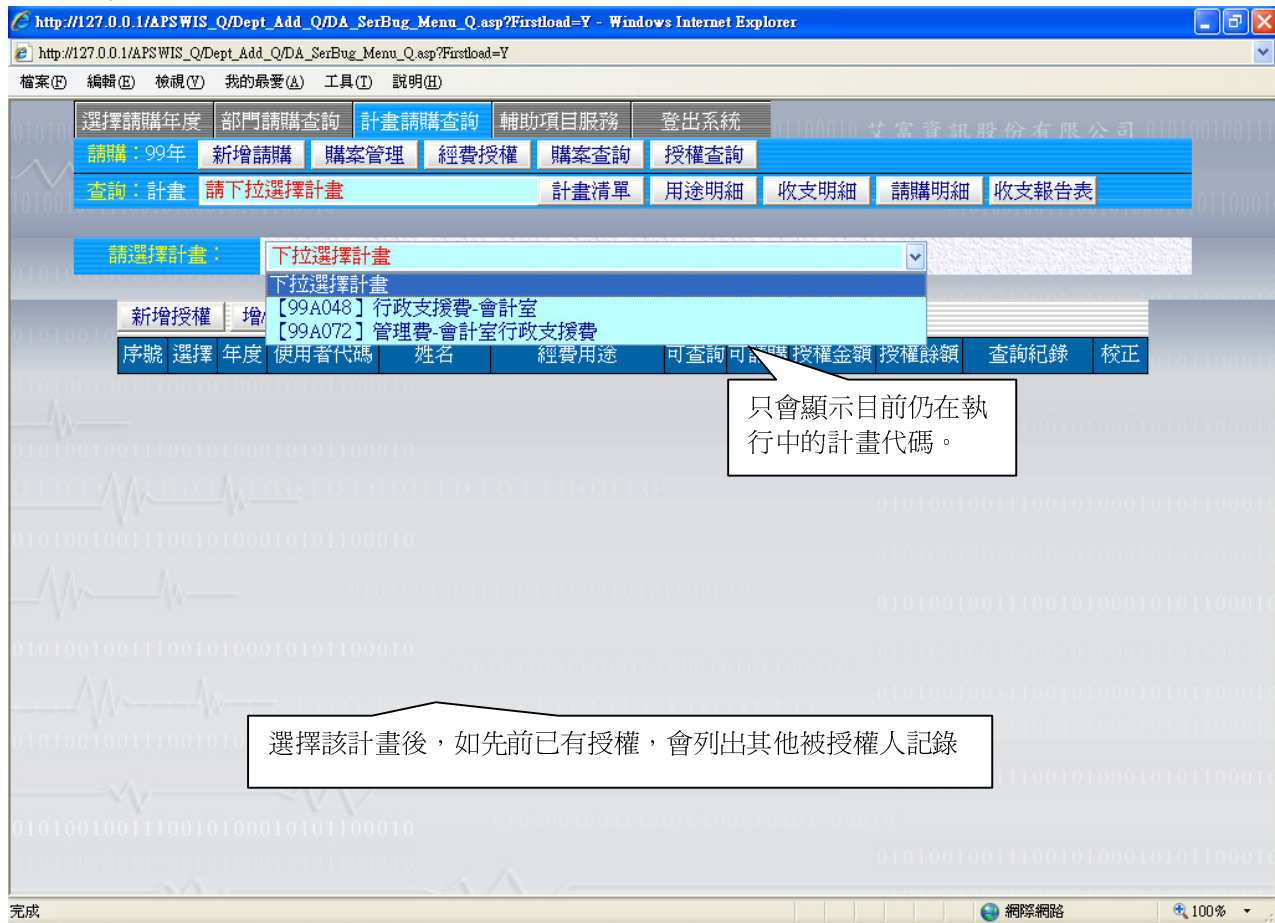 http://127.0.0.1/APSWIS_Q/Dept_Add_Q/DA_SerBug_Menu_Q.asp?Firstload=Y - Windows Internet Explorer
http://127.0.0.1/APSWIS_Q/Dept_Add_Q/DA_SerBug_Menu_Q.asp?Firstload=Y
檔案(F) 編輯(E) 檢視(V) 我的最愛(A) 工具(T) 說明(H)
選擇請購年度 部門請購查詢 計畫請購查詢 輔助項目服務 登出系統
艾富資訊股份有限公司
請購：99年 新增請購 購案管理 經費授權 購案查詢 授權查詢
查詢：計畫 請下拉選擇計畫 計畫清單 用途明細 收支明細 請購明細 收支報告表
請選擇計畫： 下拉選擇計畫
下拉選擇計畫
【99A048】行政支援費-會計室
【99A072】管理費-會計室行政支援費
新增授權 增
序號 選擇 年度 使用者代碼 姓名 經費用途 可查詢 可請購 授權金額 授權餘額 查詢紀錄 校正
只會顯示目前仍在執
行中的計畫代碼。
選擇該計畫後，如先前已有授權，會列出其他被授權人記錄
完成 網際網路 100%